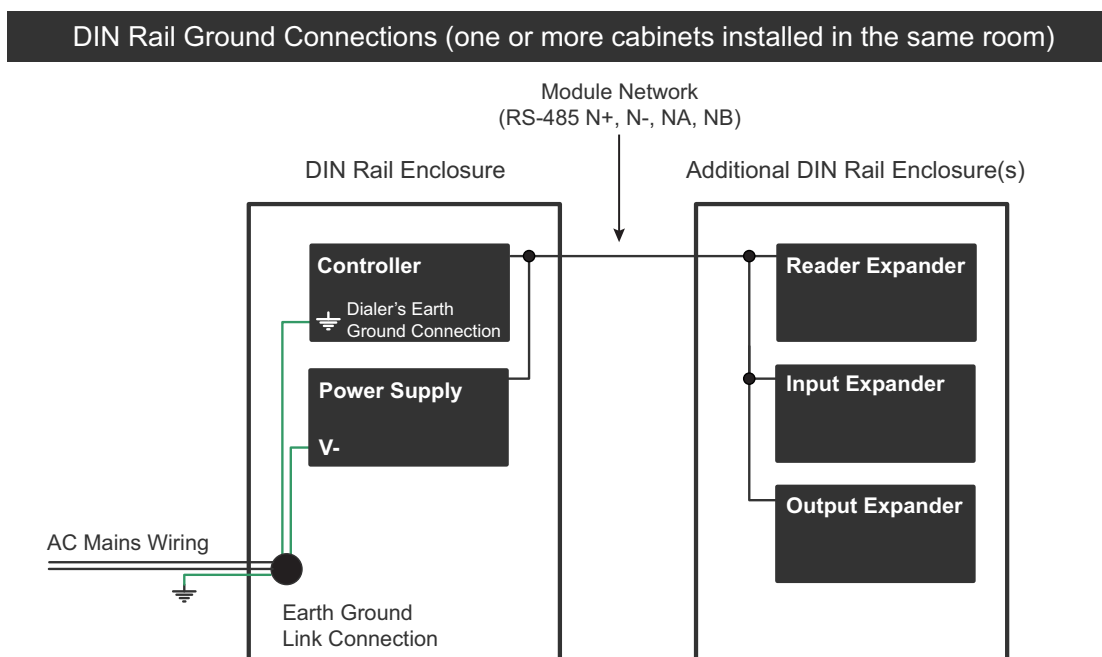 DIN Rail Ground Connections (one or more cabinets installed in the same room)
Module Network
(RS-485 N+, N-, NA, NB)
DIN Rail Enclosure
Additional DIN Rail Enclosure(s)
Controller
Dialer's Earth
Ground Connection
Power Supply
V-
Reader Expander
Input Expander
Output Expander
AC Mains Wiring
Earth Ground
Link Connection